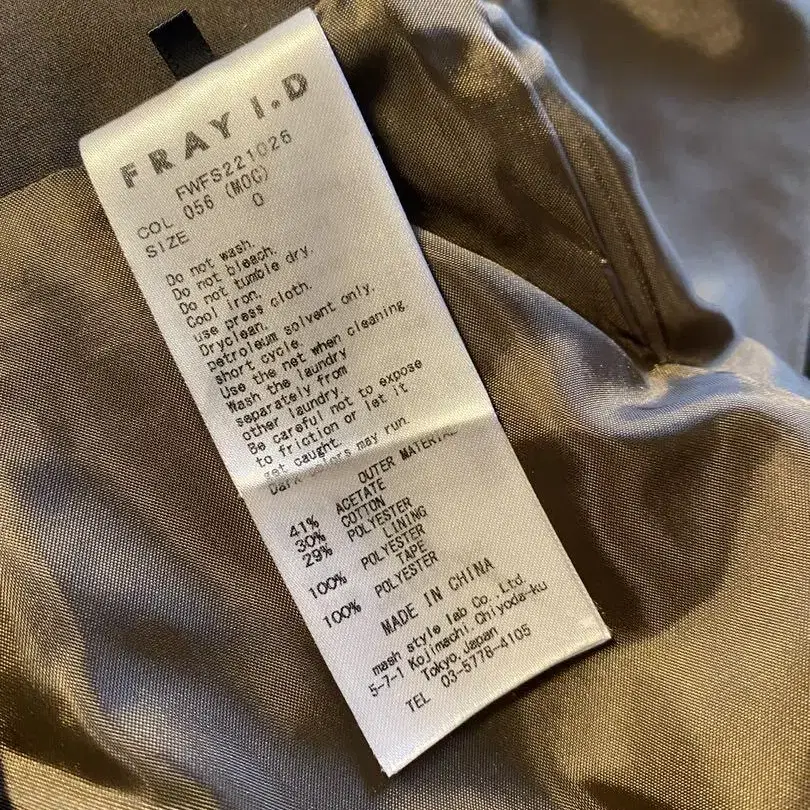 FRAY I.D
FWFS221026
COL 056 (MOC)
SIZE 0
Do not wash.
Do not bleach.
Do not tumble dry.
Cool iron.
use press cloth.
Dryclean.
petroleum solvent only.
short cycle.
Use the net when cleaning.
Wash the laundry
separately from
other laundry
Be careful not to expose
to friction or let it
get caught.
Dark colors may run
OUTER MATERIAL
41% ACETATE
30% COTTON
29% POLYESTER
LINING
100% POLYESTER
TAPE
100% POLYESTER
MADE IN CHINA
mash style lab Co.,Ltd.
5-7-1 Kojimachi, Chiyoda-ku
Tokyo,Japan
TEL 03-5778-4105